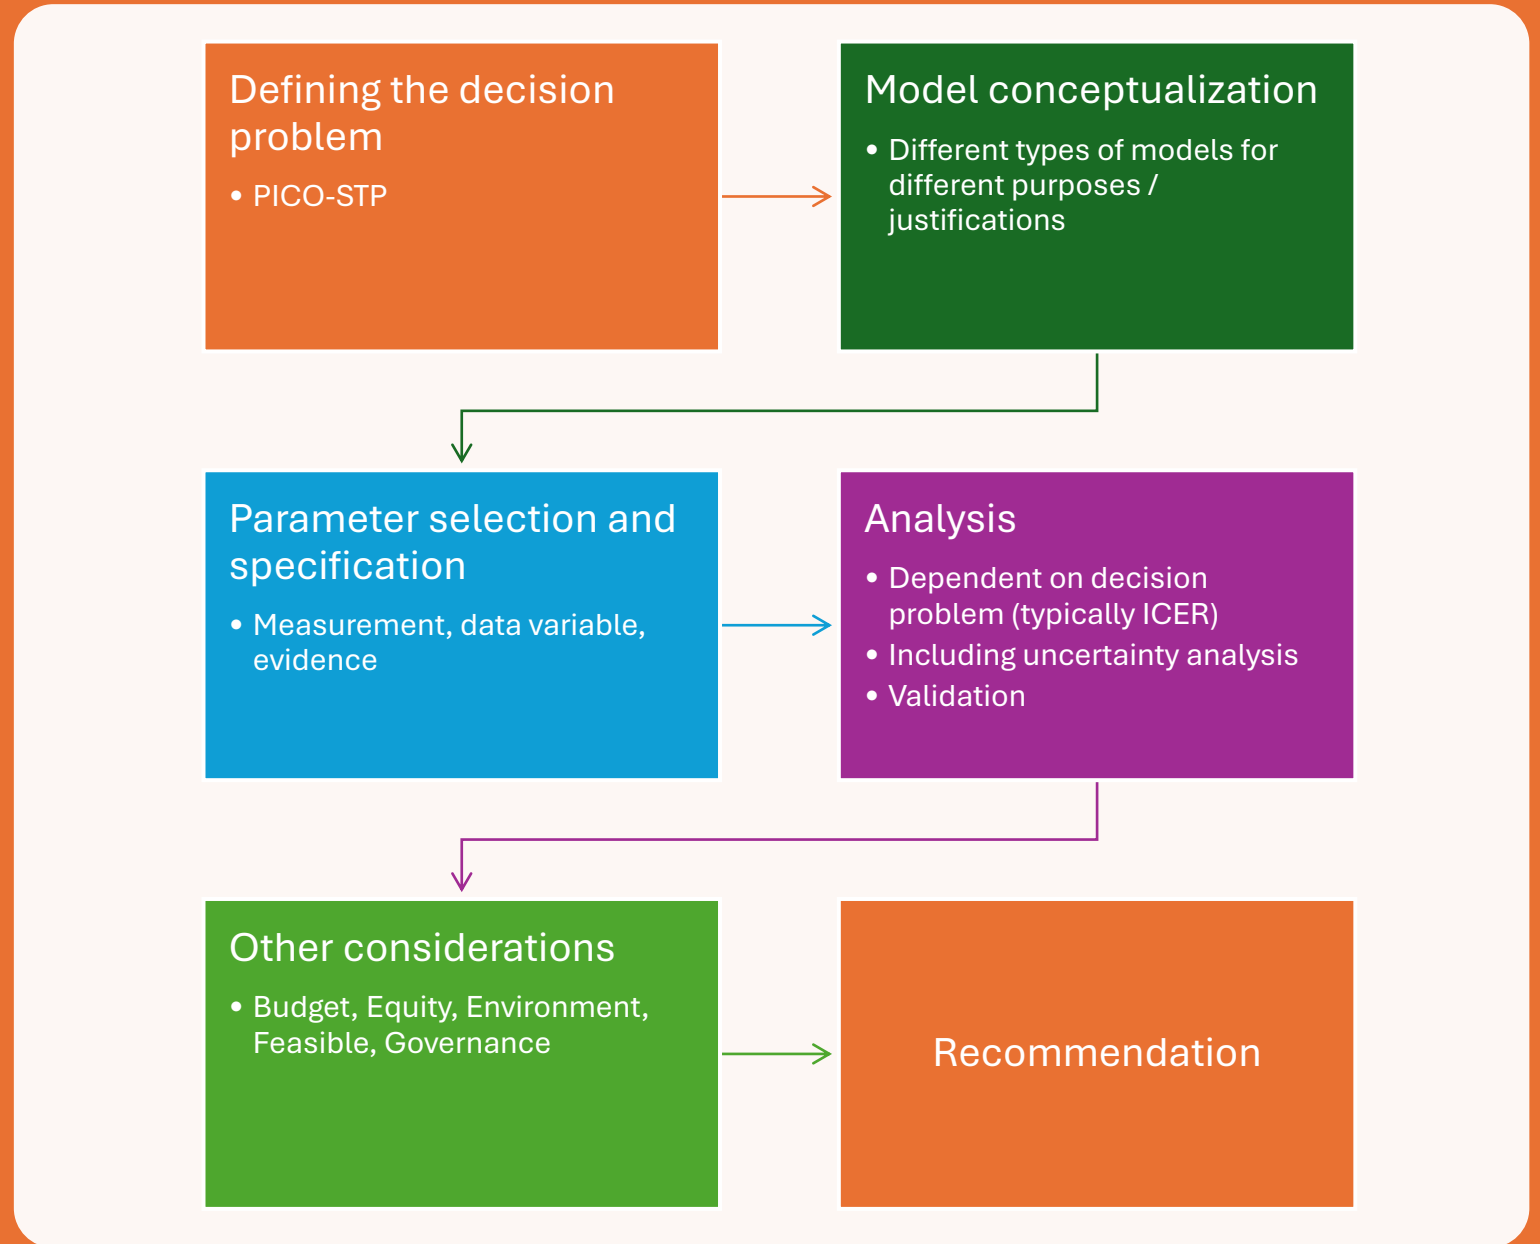 Defining the decision
problem
• PICO-STP
Model conceptualization
• Different types of models for
different purposes /
justifications
Parameter selection and
specification
• Measurement, data variable,
evidence
Analysis
• Dependent on decision
problem (typically ICER)
• Including uncertainty analysis
• Validation
Other considerations
• Budget, Equity, Environment,
Feasible, Governance
Recommendation